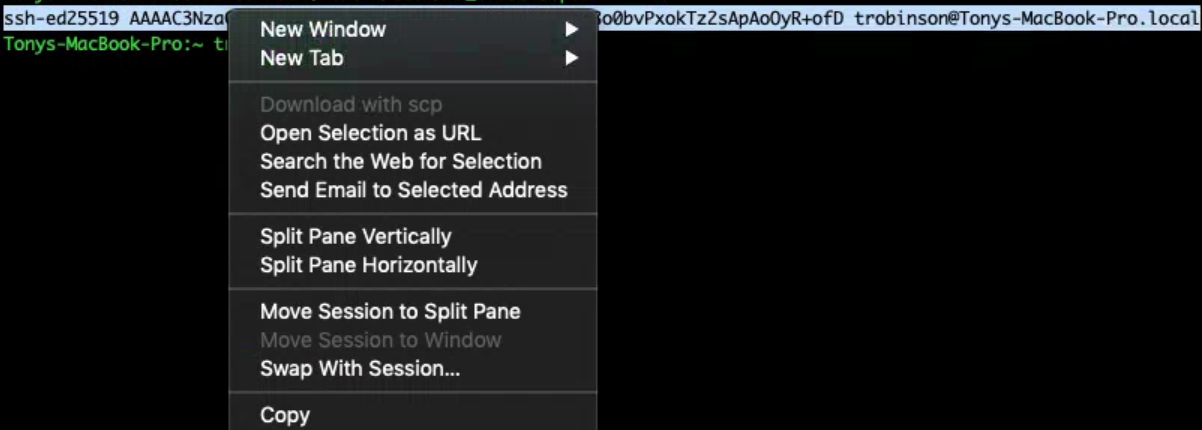 ssh-ed25519 AAAAC3Nza o0bvPxokTz2sApAoOyR+ofD trobinson@Tonys-MacBook-Pro.local
Tonys-MacBook-Pro:~ tr
New Window
New Tab
Download with scp
Open Selection as URL
Search the Web for Selection
Send Email to Selected Address
Split Pane Vertically
Split Pane Horizontally
Move Session to Split Pane
Move Session to Window
Swap With Session...
Copy